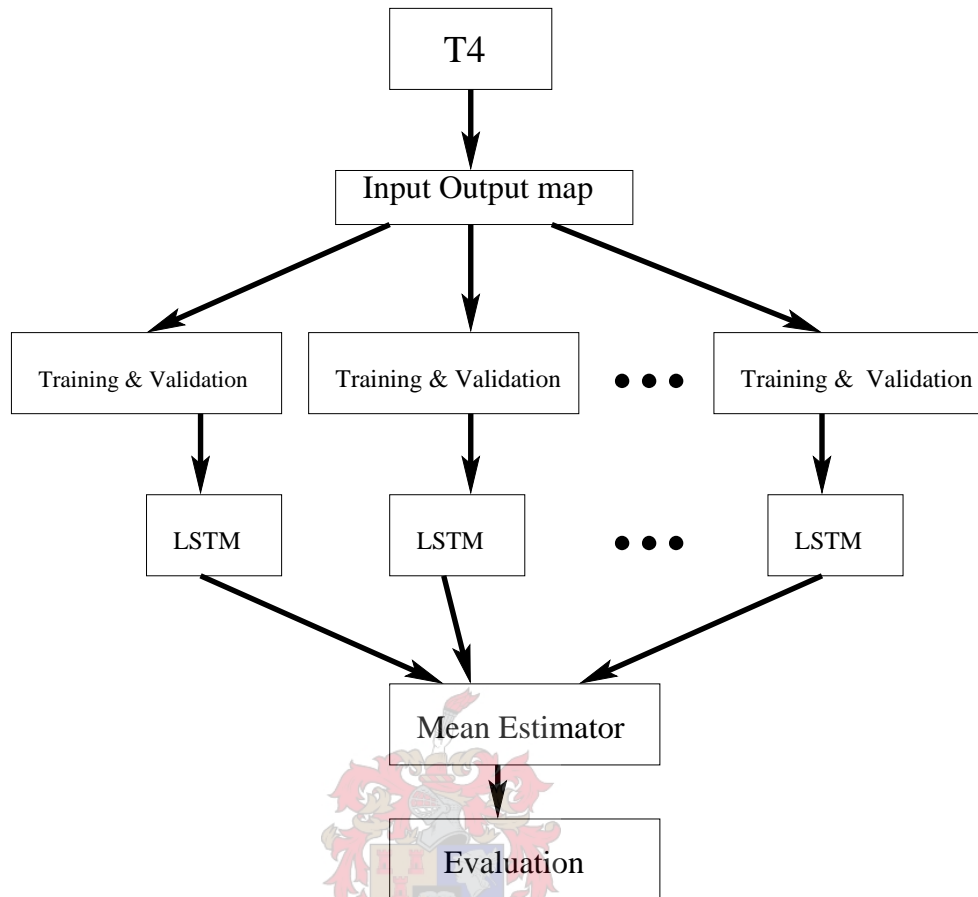 T4
Input Output map
Training & Validation
Training & Validation
Training & Validation
LSTM
LSTM
LSTM
Mean Estimator
Evaluation